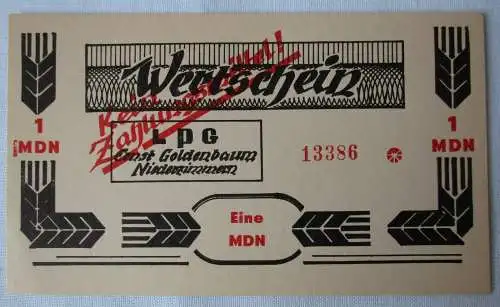 Wertschein
Kein
Zahlungsmittel!
1
MDN
1
MDN
LPG
Ernst Goldenbaum
Niederzimmern
13386
Eine
MDN